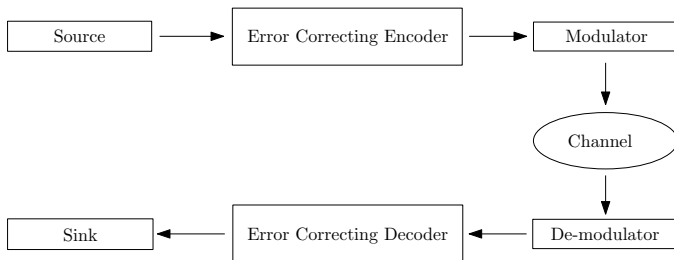 Source
Error Correcting Encoder
Modulator
Channel
De-modulator
Error Correcting Decoder
Sink